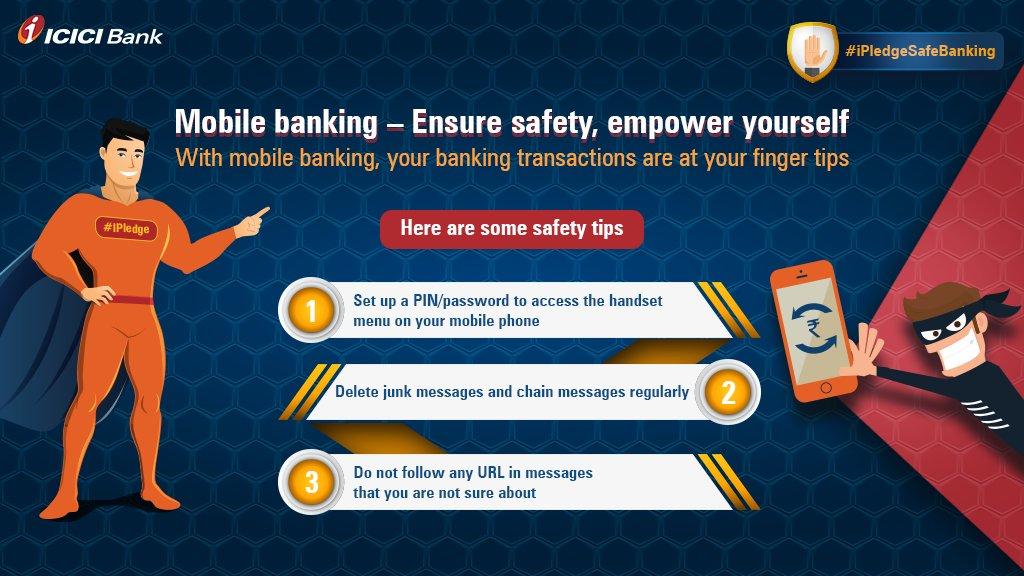 ICICI Bank
#iPledgeSafeBanking
Mobile banking – Ensure safety, empower yourself
With mobile banking, your banking transactions are at your finger tips
#iPledge
Here are some safety tips
1
Set up a PIN/password to access the handset
menu on your mobile phone
Delete junk messages and chain messages regularly
2
3
Do not follow any URL in messages
that you are not sure about
₹